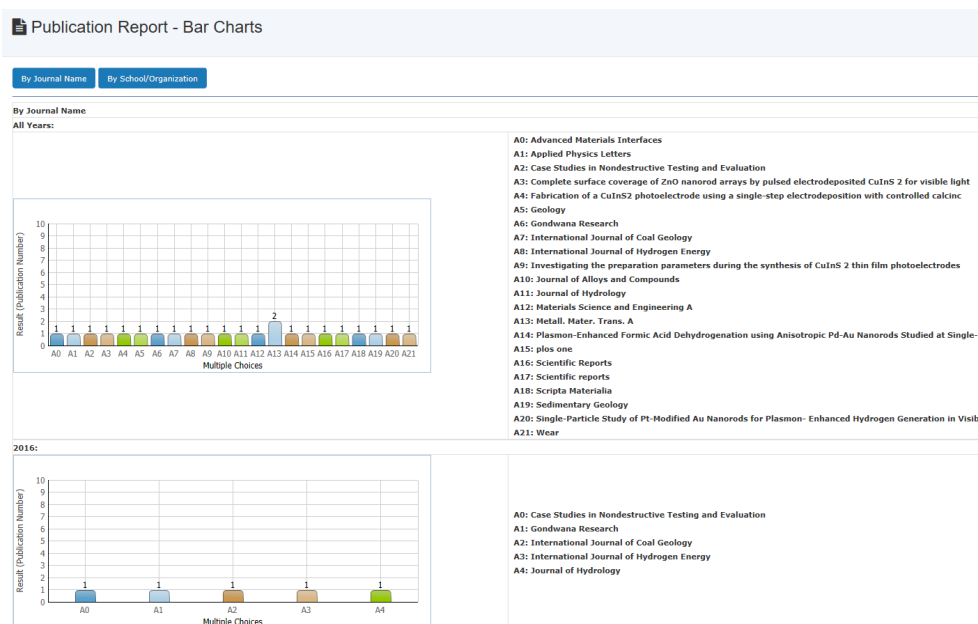 Publication Report - Bar Charts
By Journal Name By School/Organization
By Journal Name
All Years:
Result (Publication Number)
10
9
8
7
6
5
4
3
2
1
0
1 1 1 1 1 1 1 1 1 1 1 1 1 2 1 1 1 1 1 1 1 1
A0 A1 A2 A3 A4 A5 A6 A7 A8 A9 A10 A11 A12 A13 A14 A15 A16 A17 A18 A19 A20 A21
Multiple Choices
A0: Advanced Materials Interfaces
A1: Applied Physics Letters
A2: Case Studies in Nondestructive Testing and Evaluation
A3: Complete surface coverage of ZnO nanorod arrays by pulsed electrodeposited CuInS 2 for visible light
A4: Fabrication of a CuInS2 photoelectrode using a single-step electrodeposition with controlled calcinc
A5: Geology
A6: Gondwana Research
A7: International Journal of Coal Geology
A8: International Journal of Hydrogen Energy
A9: Investigating the preparation parameters during the synthesis of CuInS 2 thin film photoelectrodes
A10: Journal of Alloys and Compounds
A11: Journal of Hydrology
A12: Materials Science and Engineering A
A13: Metall. Mater. Trans. A
A14: Plasmon-Enhanced Formic Acid Dehydrogenation using Anisotropic Pd-Au Nanorods Studied at Single-
A15: plos one
A16: Scientific Reports
A17: Scientific reports
A18: Scripta Materialia
A19: Sedimentary Geology
A20: Single-Particle Study of Pt-Modified Au Nanorods for Plasmon- Enhanced Hydrogen Generation in Visib
A21: Wear
2016:
Result (Publication Number)
10
9
8
7
6
5
4
3
2
1
0
1 1 1 1 1
A0 A1 A2 A3 A4
Multiple Choices
A0: Case Studies in Nondestructive Testing and Evaluation
A1: Gondwana Research
A2: International Journal of Coal Geology
A3: International Journal of Hydrogen Energy
A4: Journal of Hydrology